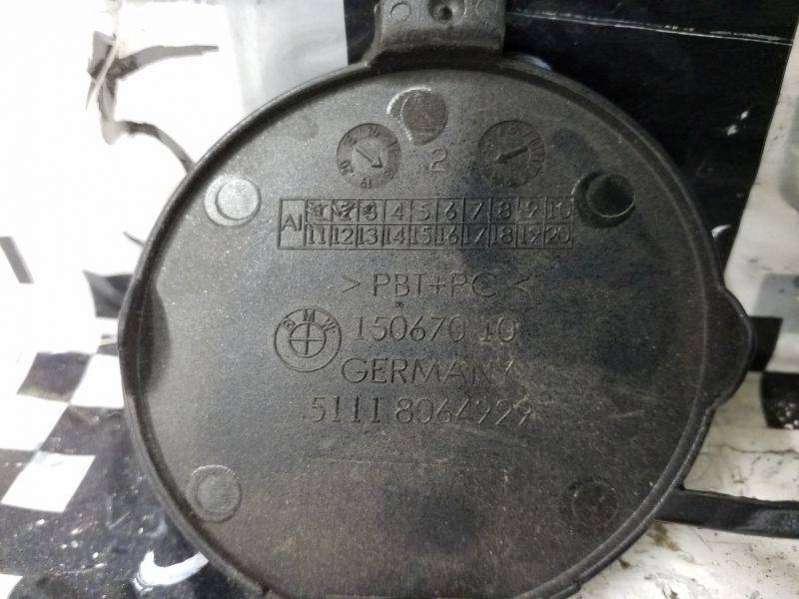 2
AI 1 2 3 4 5 6 7 8 9 10
11 12 13 14 15 16 17 18 19 20
> PBT+PC <
BMW 150670 10
GERMANY
5111 8064929